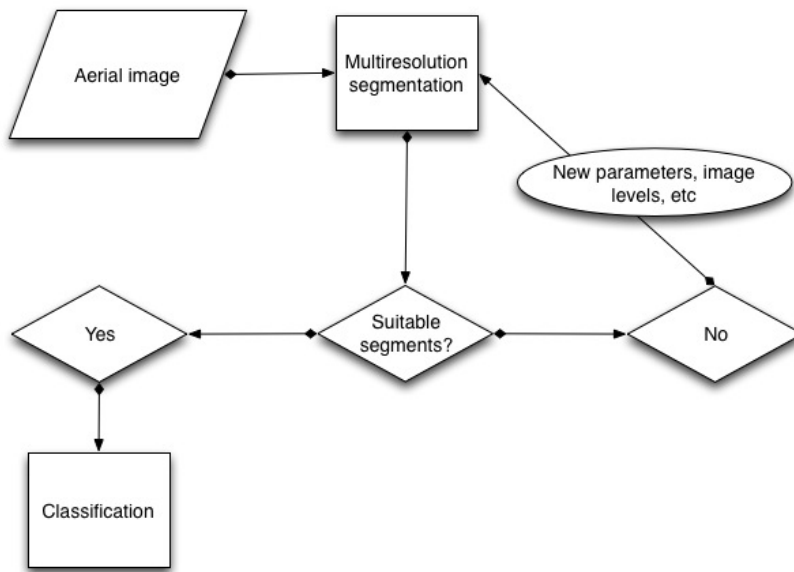 Aerial image
Multiresolution
segmentation
New parameters, image
levels, etc
Yes
Suitable
segments?
No
Classification